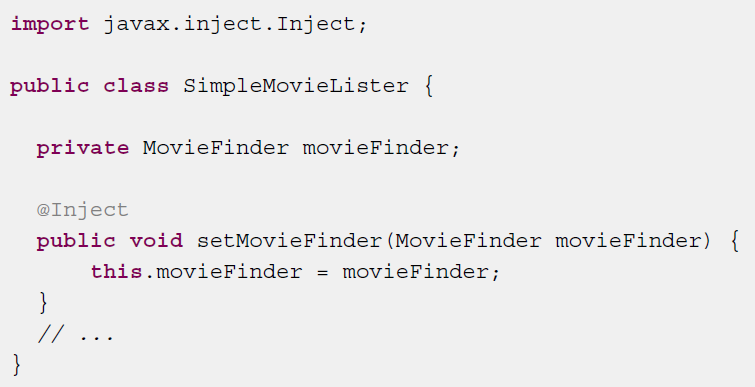 import javax.inject.Inject;
public class SimpleMovieLister {
private MovieFinder movieFinder;
@Inject
public void setMovieFinder(MovieFinder movieFinder) {
this.movieFinder = movieFinder;
}
// ...
}